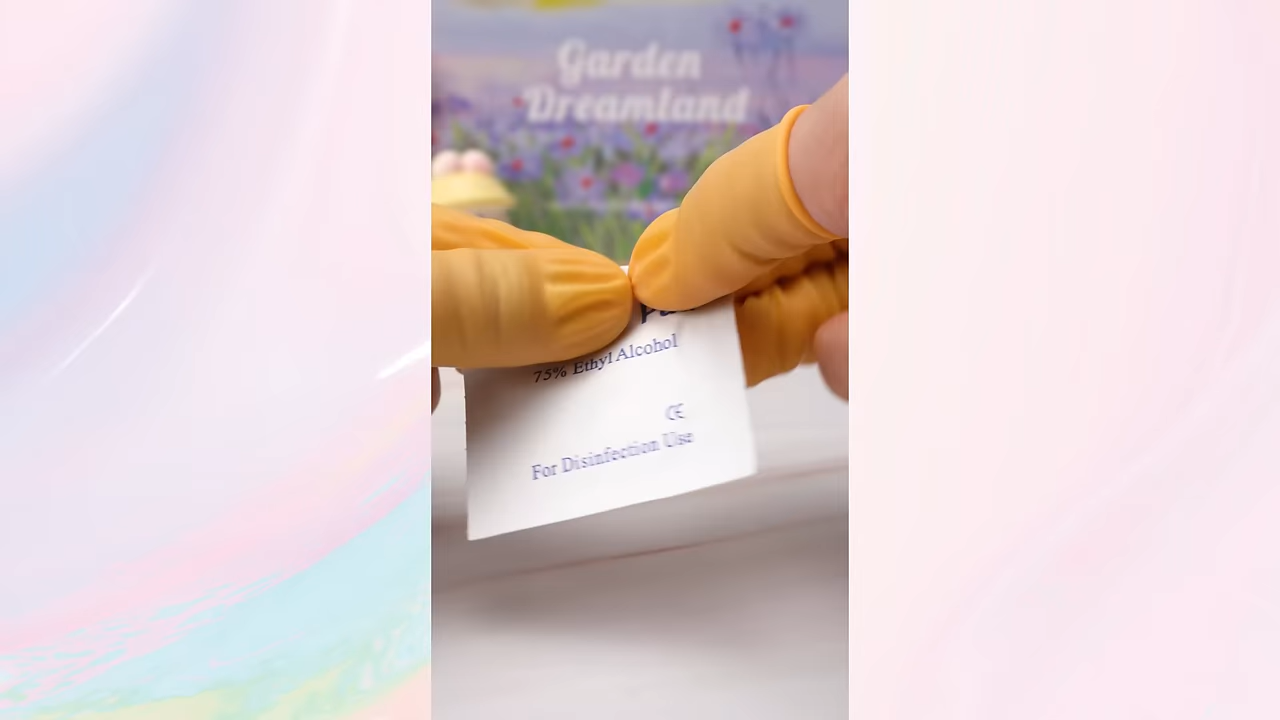 Garden
Dreamland
75% Ethyl Alcohol
CE
For Disinfection Use